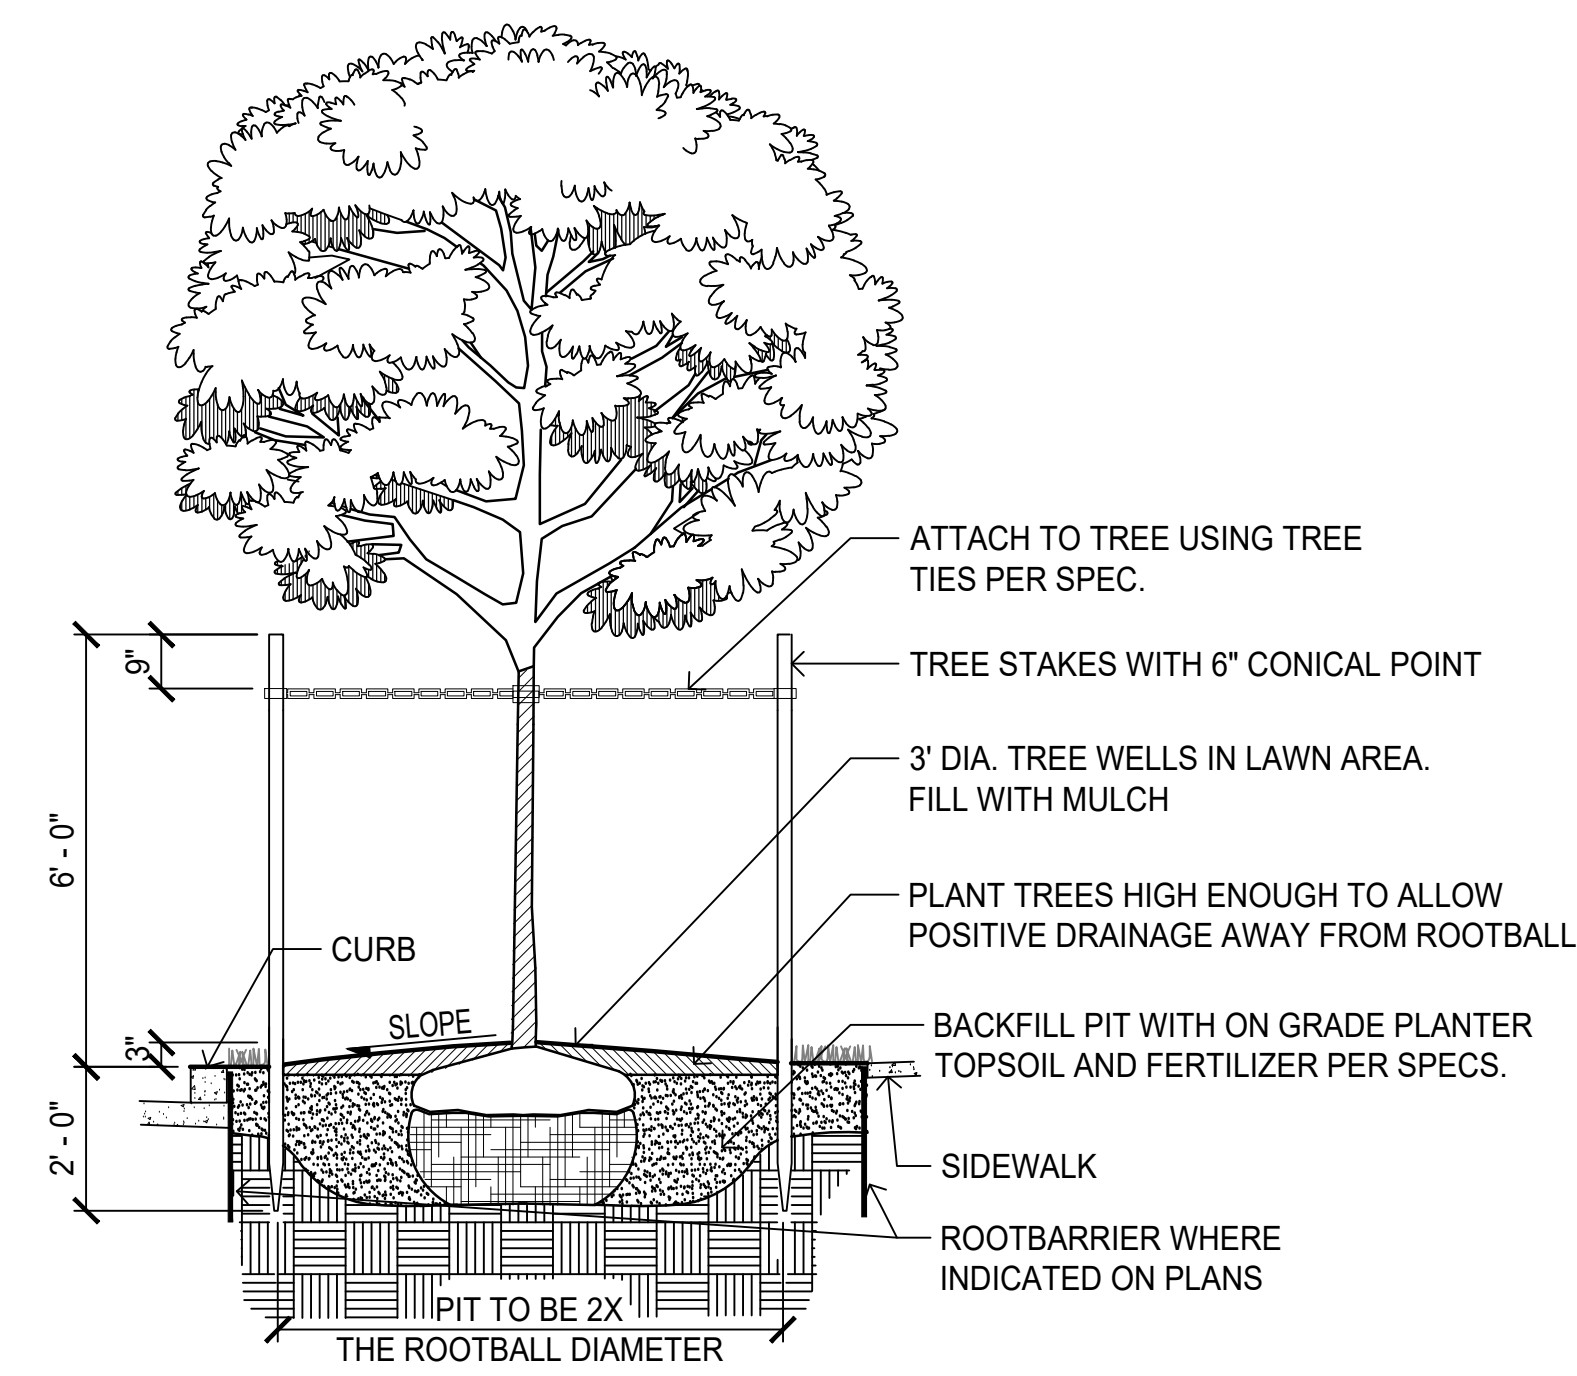 ATTACH TO TREE USING TREE
TIES PER SPEC.
9"
TREE STAKES WITH 6" CONICAL POINT
3' DIA. TREE WELLS IN LAWN AREA.
FILL WITH MULCH
6' - 0"
PLANT TREES HIGH ENOUGH TO ALLOW
POSITIVE DRAINAGE AWAY FROM ROOTBALL
CURB
SLOPE
3"
BACKFILL PIT WITH ON GRADE PLANTER
TOPSOIL AND FERTILIZER PER SPECS.
2' - 0"
SIDEWALK
ROOTBARRIER WHERE
INDICATED ON PLANS
PIT TO BE 2X
THE ROOTBALL DIAMETER